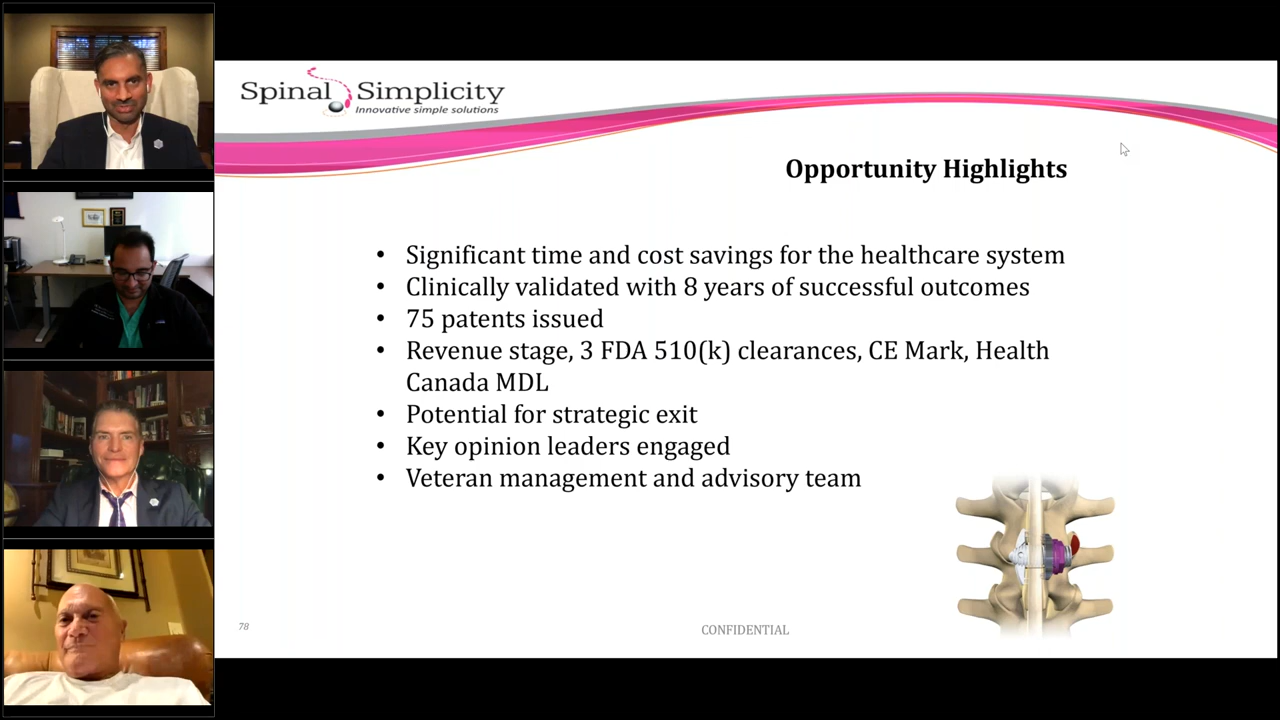 Spinal Simplicity
Innovative simple solutions
Opportunity Highlights
• Significant time and cost savings for the healthcare system
• Clinically validated with 8 years of successful outcomes
• 75 patents issued
• Revenue stage, 3 FDA 510(k) clearances, CE Mark, Health
Canada MDL
• Potential for strategic exit
• Key opinion leaders engaged
• Veteran management and advisory team
78
CONFIDENTIAL